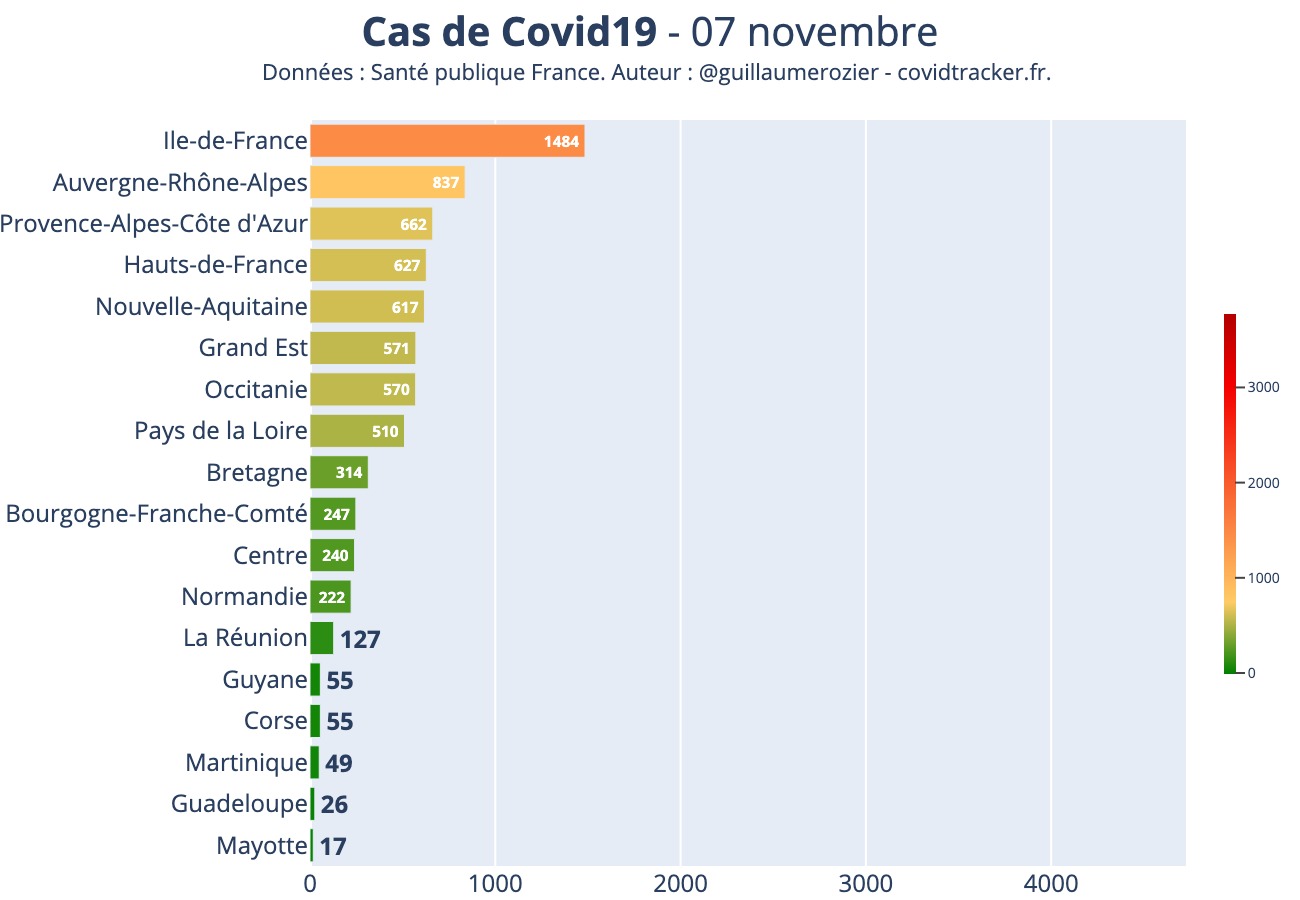 Cas de Covid19 - 07 novembre
Données : Santé publique France. Auteur : @guillaumerozier - covidtracker.fr.
Ile-de-France 1484
Auvergne-Rhône-Alpes 837
Provence-Alpes-Côte d'Azur 662
Hauts-de-France 627
Nouvelle-Aquitaine 617
Grand Est 571
Occitanie 570
Pays de la Loire 510
Bretagne 314
Bourgogne-Franche-Comté 247
Centre 240
Normandie 222
La Réunion 127
Guyane 55
Corse 55
Martinique 49
Guadeloupe 26
Mayotte 17
0 1000 2000 3000 4000
3000
2000
1000
0